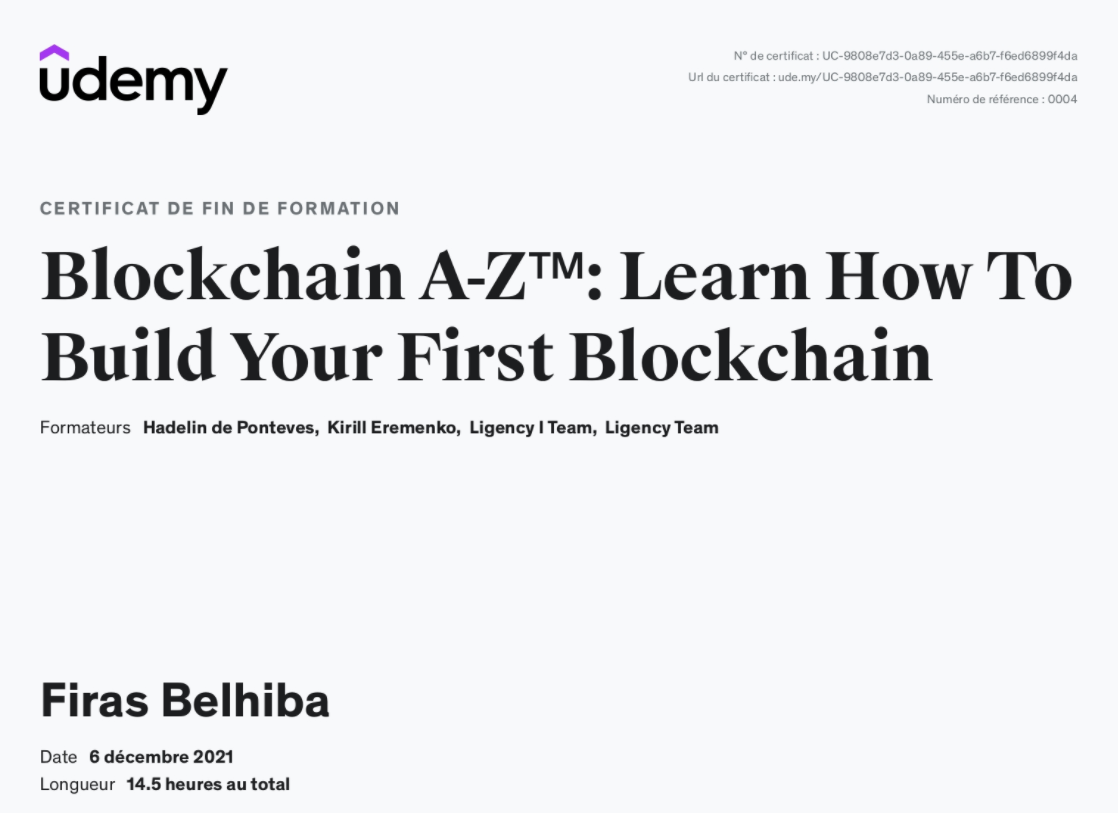 udemy
N° de certificat : UC-9808e7d3-0a89-455e-a6b7-f6ed6899f4da
Url du certificat : ude.my/UC-9808e7d3-0a89-455e-a6b7-f6ed6899f4da
Numéro de référence : 0004
CERTIFICAT DE FIN DE FORMATION
Blockchain A-Z™: Learn How To
Build Your First Blockchain
Formateurs Hadelin de Ponteves, Kirill Eremenko, Ligency I Team, Ligency Team
Firas Belhiba
Date 6 décembre 2021
Longueur 14.5 heures au total